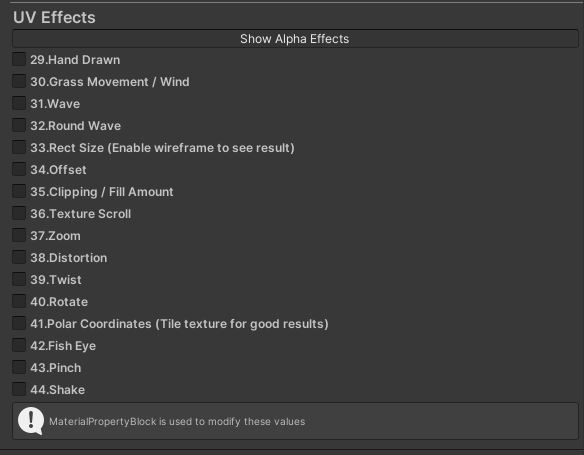 UV Effects
Show Alpha Effects
29.Hand Drawn
30.Grass Movement / Wind
31.Wave
32.Round Wave
33.Rect Size (Enable wireframe to see result)
34.Offset
35.Clipping / Fill Amount
36.Texture Scroll
37.Zoom
38.Distortion
39.Twist
40.Rotate
41.Polar Coordinates (Tile texture for good results)
42.Fish Eye
43.Pinch
44.Shake
MaterialPropertyBlock is used to modify these values